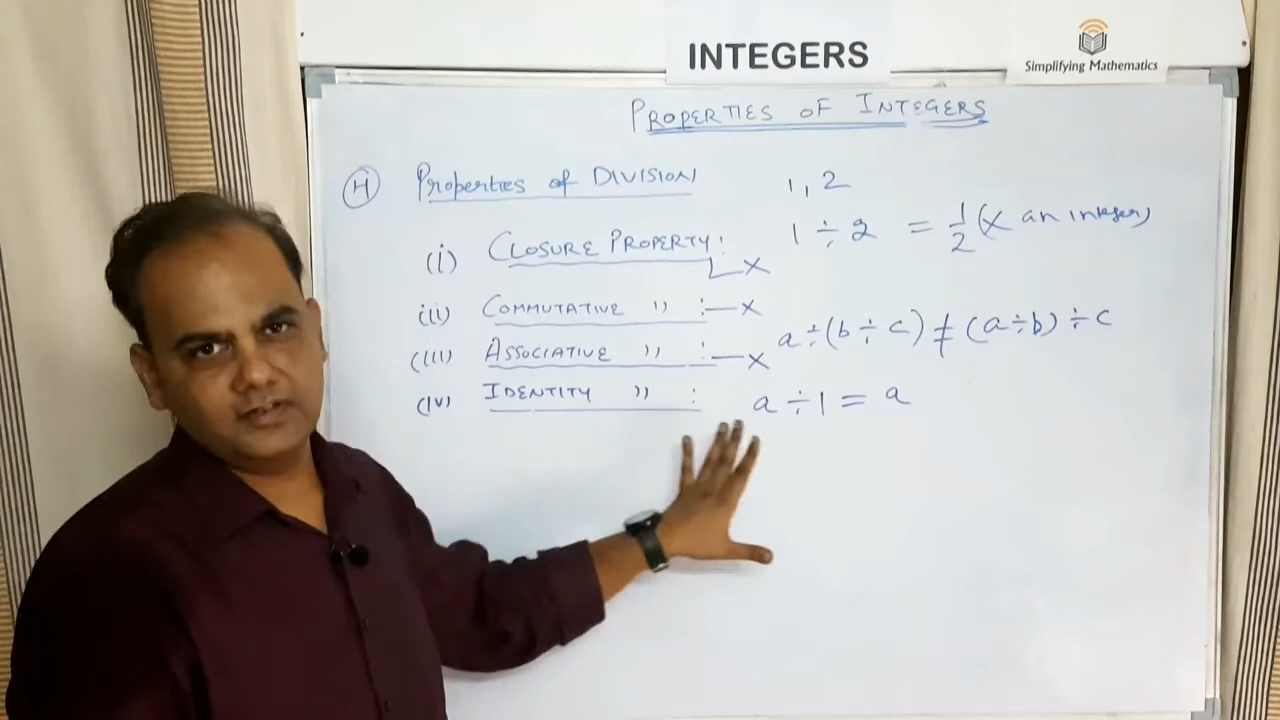 INTEGERS
Simplifying Mathematics
PROPERTIES OF INTEGERS
(4) Properties of DIVISION
1, 2
(i) CLOSURE PROPERTY: ✗
1 ÷ 2 = 1/2 (✗ an integer)
(ii) COMMUTATIVE " :— ✗
(iii) ASSOCIATIVE " :— ✗
a ÷ (b ÷ c) ≠ (a ÷ b) ÷ c
(iv) IDENTITY " :
a ÷ 1 = a